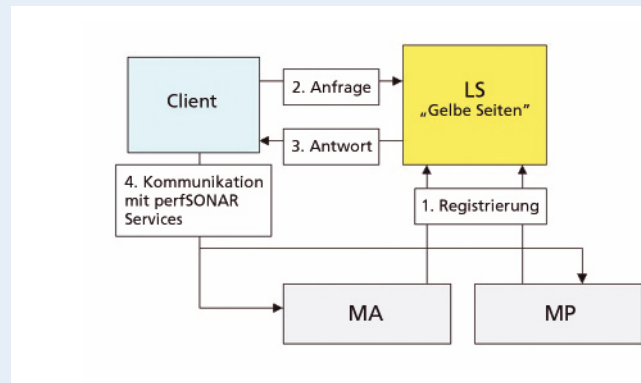 Client
2. Anfrage
LS
„Gelbe Seiten”
3. Antwort
4. Kommunikation
mit perfSONAR
Services
1. Registrierung
MA
MP